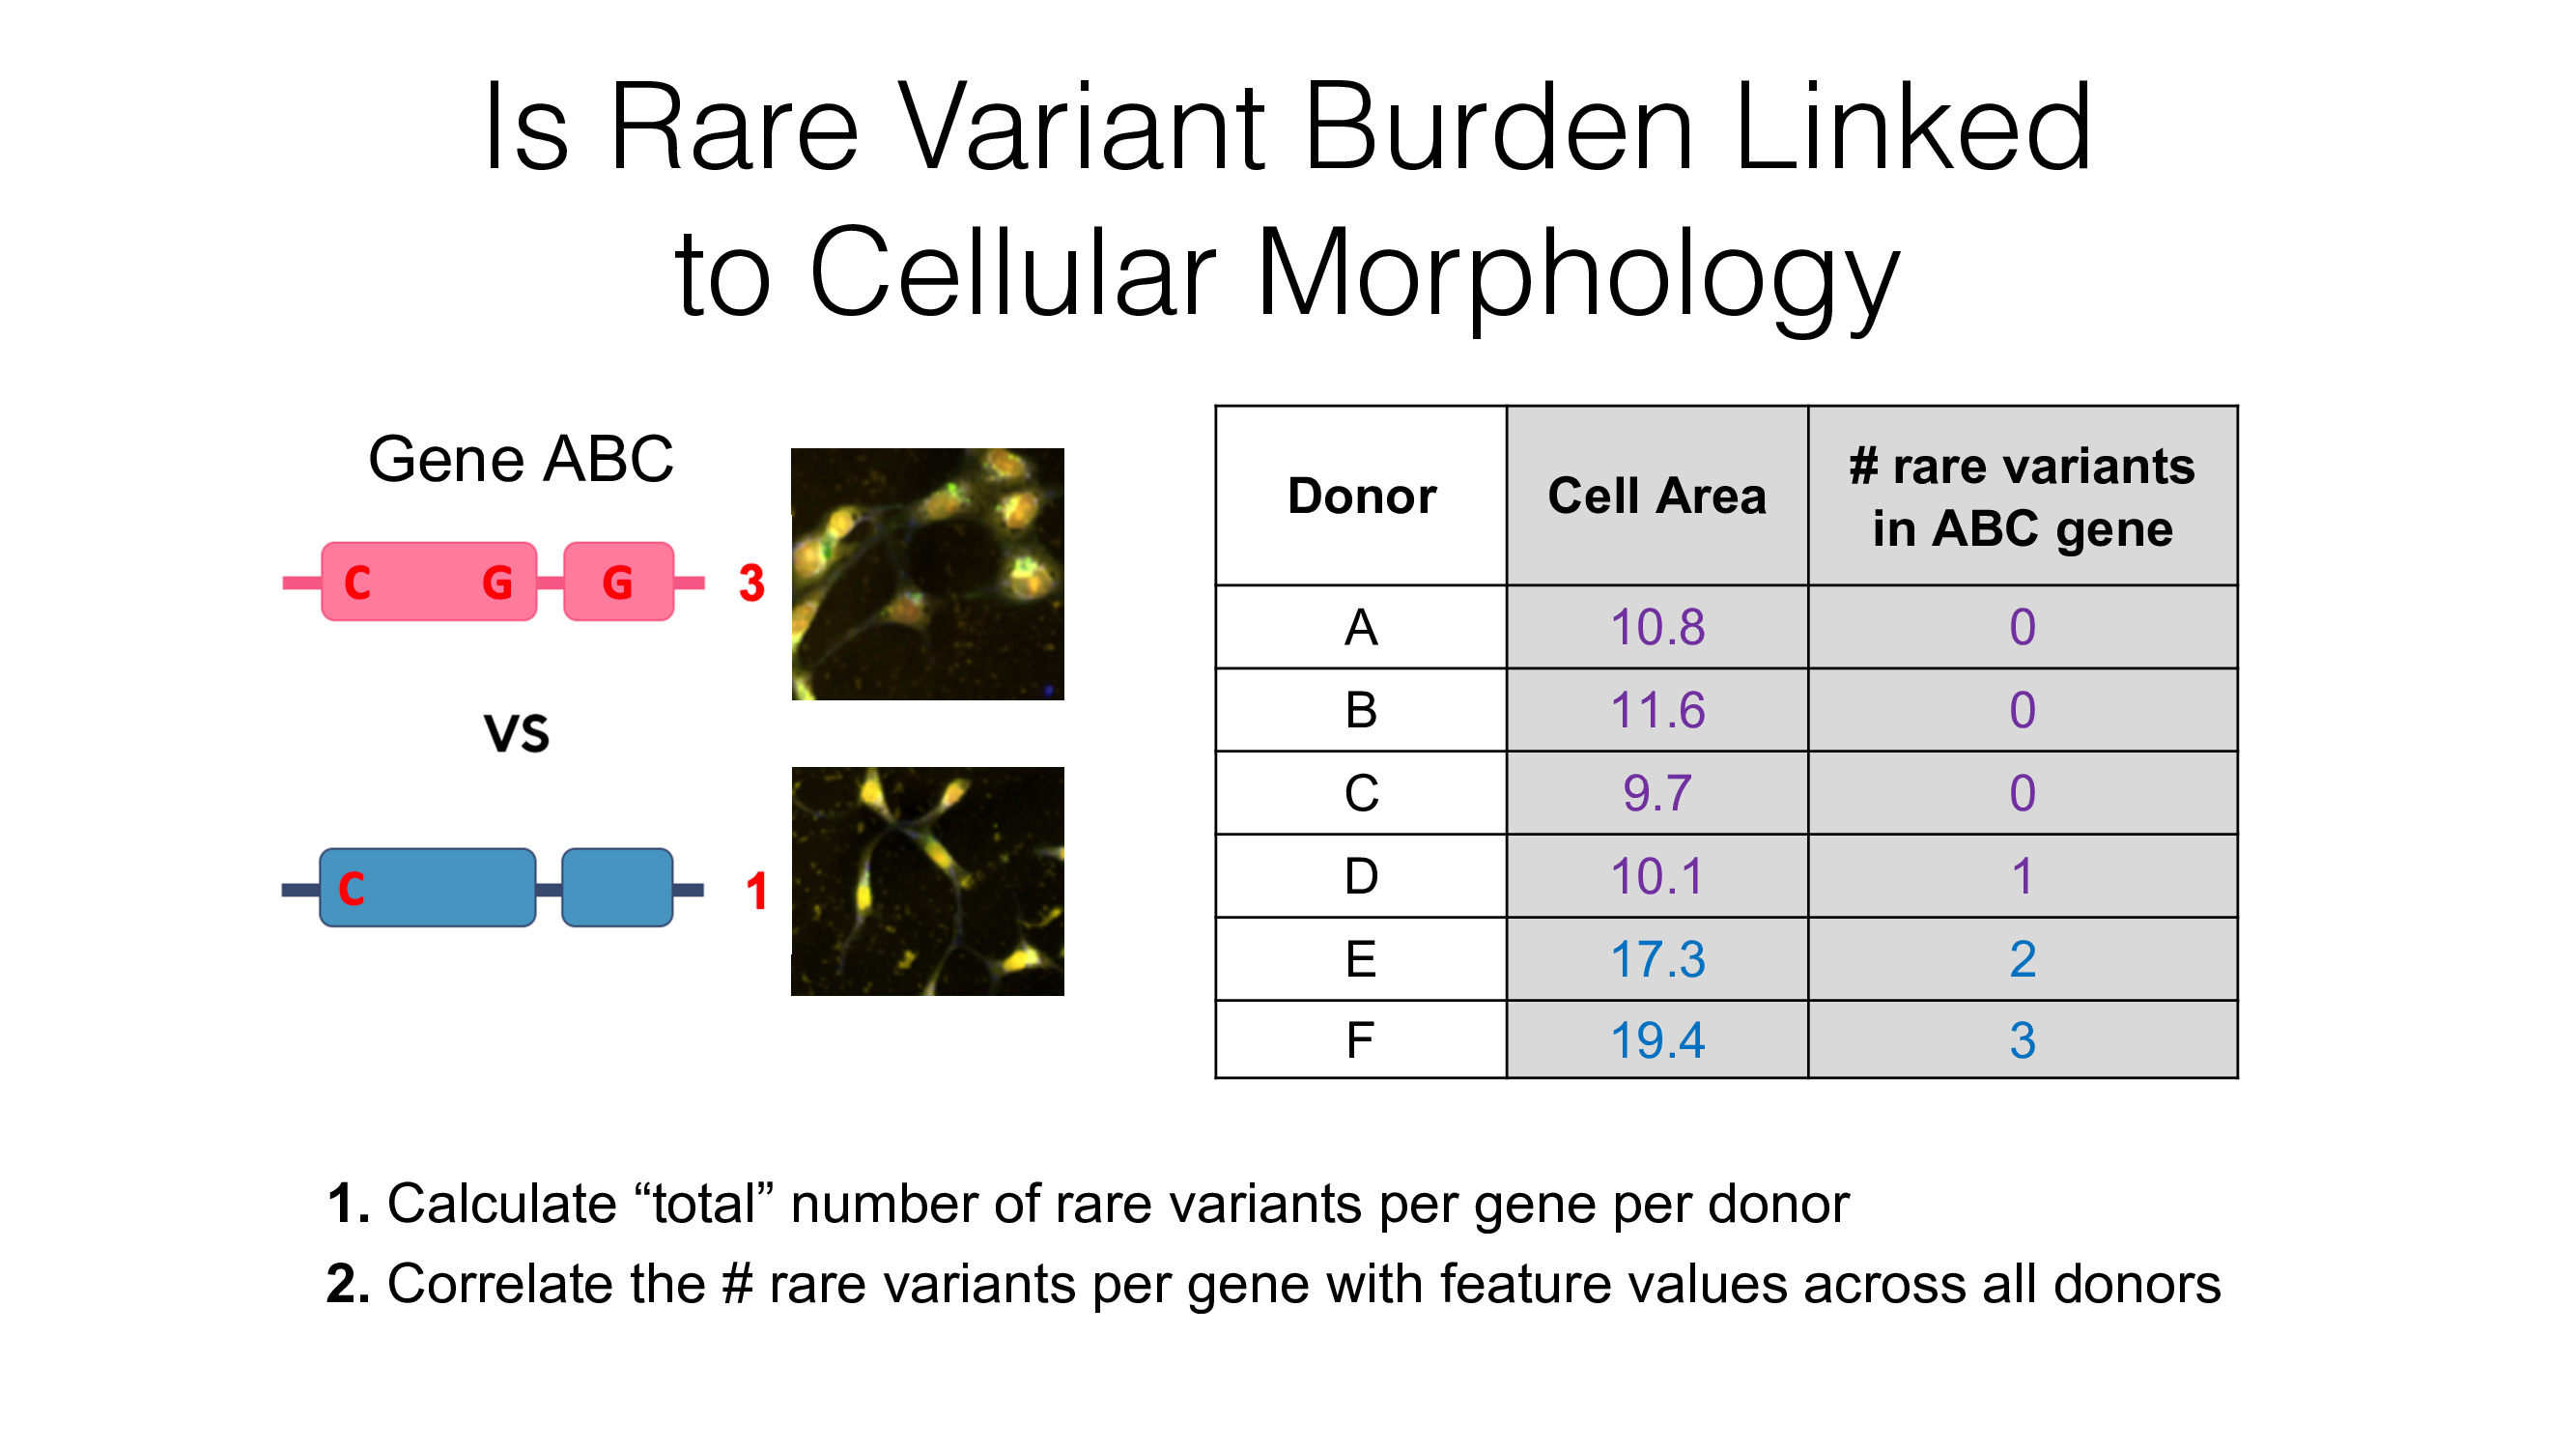 Is Rare Variant Burden Linked
to Cellular Morphology
Gene ABC
C G G 3
VS
C 1
Donor Cell Area # rare variants in ABC gene
A 10.8 0
B 11.6 0
C 9.7 0
D 10.1 1
E 17.3 2
F 19.4 3
1. Calculate “total” number of rare variants per gene per donor
2. Correlate the # rare variants per gene with feature values across all donors